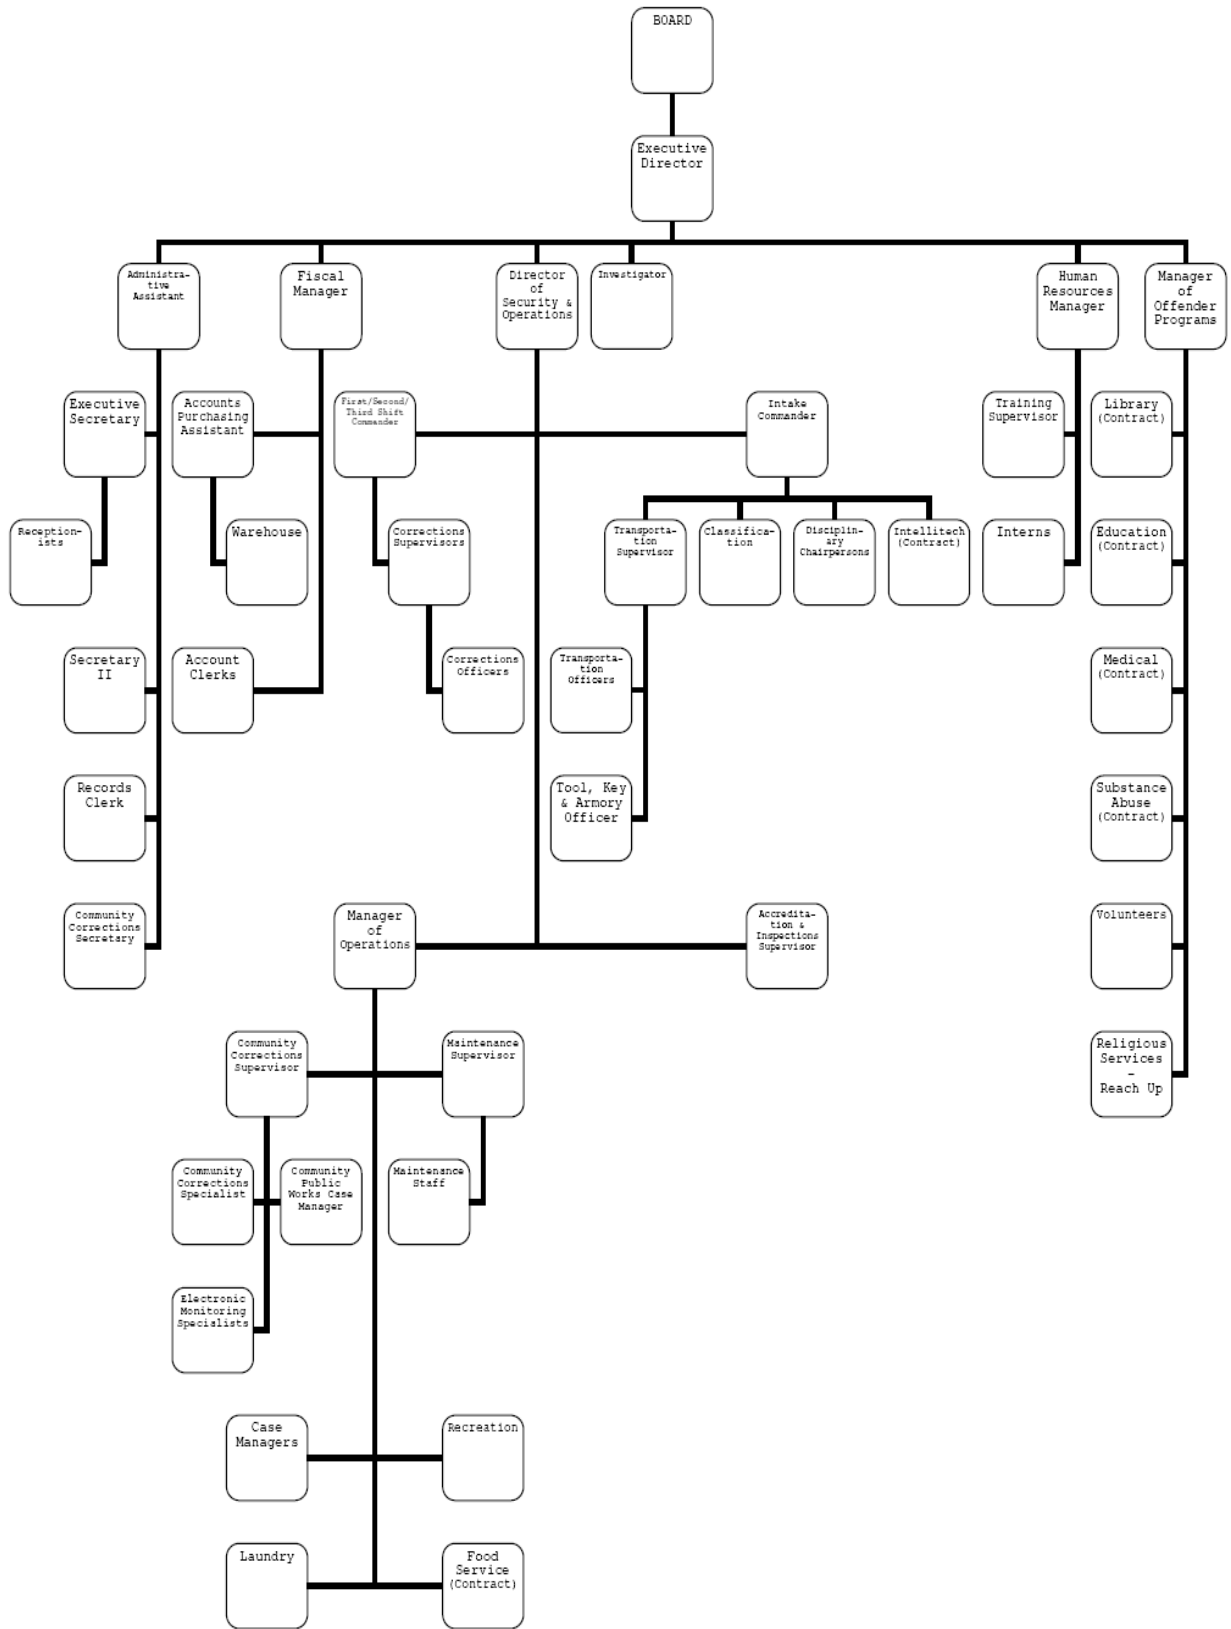 BOARD
Executive
Director
Administra-
tive
Assistant
Fiscal
Manager
Director
of
Security &
Operations
Investigator
Human
Resources
Manager
Manager
of
Offender
Programs
Executive
Secretary
Accounts
Purchasing
Assistant
First/Second/
Third Shift
Commander
Intake
Commander
Training
Supervisor
Library
(Contract)
Reception-
ists
Warehouse
Corrections
Supervisors
Transporta-
tion
Supervisor
Classifica-
tion
Disciplin-
ary
Chairpersons
Intellitech
(Contract)
Interns
Education
(Contract)
Secretary
II
Account
Clerks
Corrections
Officers
Transporta-
tion
Officers
Medical
(Contract)
Records
Clerk
Tool, Key
& Armory
Officer
Substance
Abuse
(Contract)
Community
Corrections
Secretary
Manager
of
Operations
Accredita-
tion &
Inspections
Supervisor
Volunteers
Community
Corrections
Supervisor
Maintenance
Supervisor
Religious
Services
-
Reach Up
Community
Corrections
Specialist
Community
Public
Works Case
Manager
Maintenance
Staff
Electronic
Monitoring
Specialists
Case
Managers
Recreation
Laundry
Food
Service
(Contract)